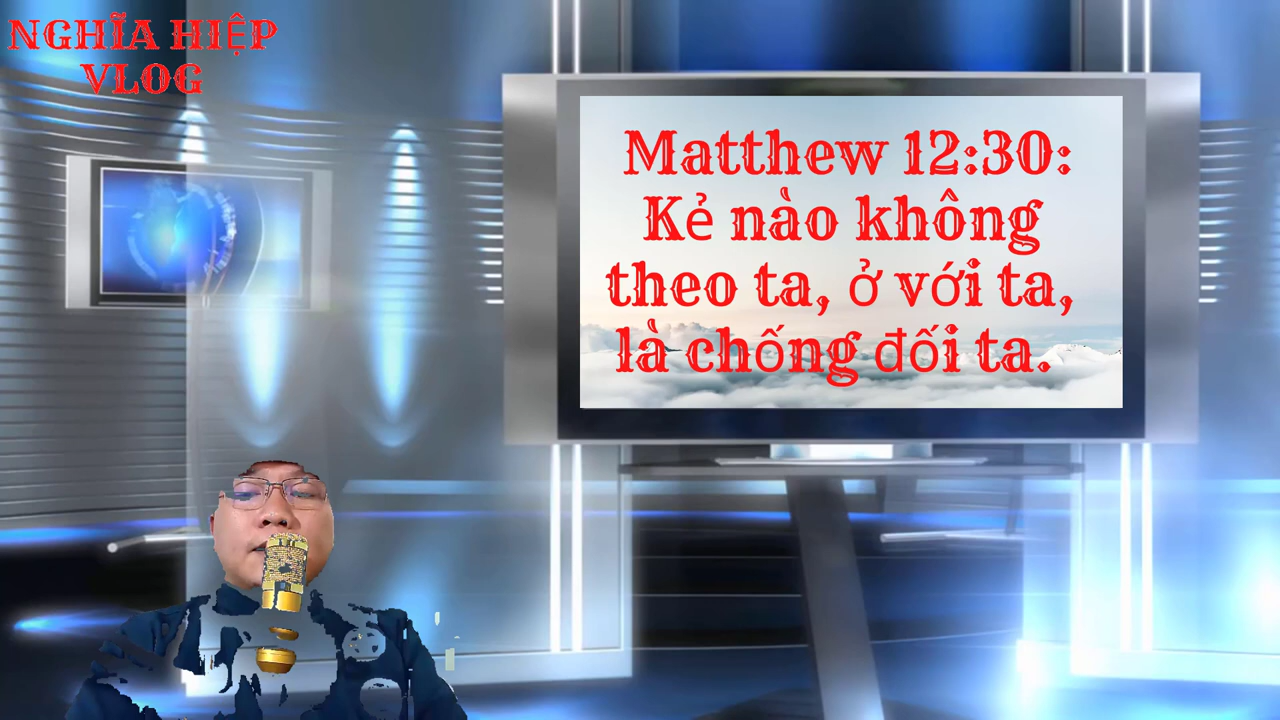 NGHĨA HIỆP
VLOG
Matthew 12:30:
Kẻ nào không
theo ta, ở với ta,
là chống đối ta.